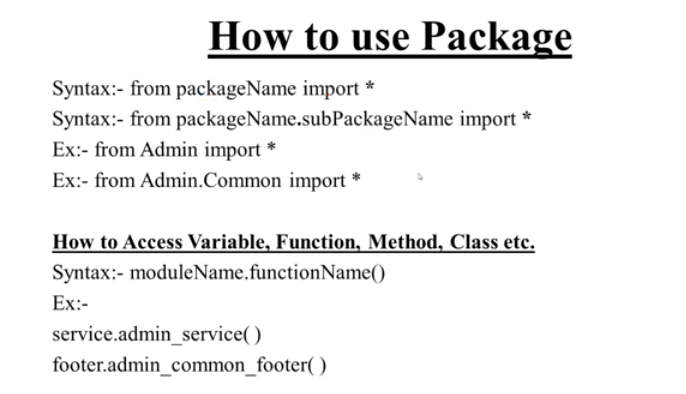 How to use Package
Syntax:- from packageName import *
Syntax:- from packageName.subPackageName import *
Ex:- from Admin import *
Ex:- from Admin.Common import *
How to Access Variable, Function, Method, Class etc.
Syntax:- moduleName.functionName()
Ex:-
service.admin_service( )
footer.admin_common_footer( )